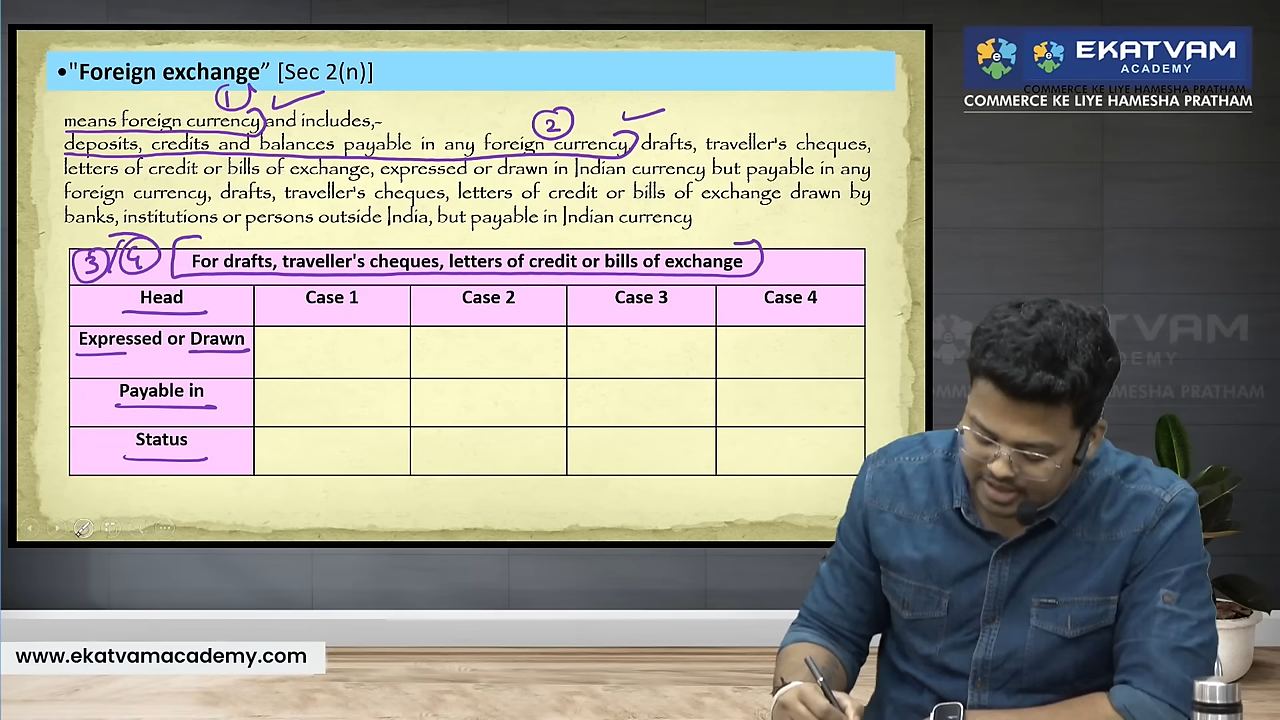 •"Foreign exchange” [Sec 2(n)]
1
means foreign currency and includes,-
2
deposits, credits and balances payable in any foreign currency, drafts, traveller's cheques,
letters of credit or bills of exchange, expressed or drawn in Indian currency but payable in any
foreign currency, drafts, traveller's cheques, letters of credit or bills of exchange drawn by
banks, institutions or persons outside India, but payable in Indian currency
3/4 For drafts, traveller's cheques, letters of credit or bills of exchange
Head Case 1 Case 2 Case 3 Case 4
Expressed or Drawn
Payable in
Status
EKATVAM
ACADEMY
COMMERCE KE LIYE HAMESHA PRATHAM
COMMERCE KE LIYE HAMESHA PRATHAM
www.ekatvamacademy.com